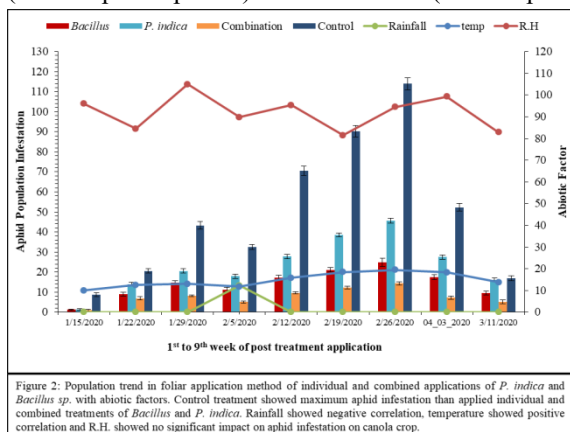 Bacillus P. indica Combination Control Rainfall temp R.H
130 120
120 110
110 100
100 90
90 80
80 70
70 60
60 50
50 40
40 30
30 20
20 10
10 0
0
Aphid Population Infestation
Abiotic Factor
1/15/2020 1/22/2020 1/29/2020 2/5/2020 2/12/2020 2/19/2020 2/26/2020 04_03_2020 3/11/2020
1st to 9th week of post treatment application
Figure 2: Population trend in foliar application method of individual and combined applications of P. indica and
Bacillus sp. with abiotic factors. Control treatment showed maximum aphid infestation than applied individual and
combined treatments of Bacillus and P. indica. Rainfall showed negative correlation, temperature showed positive
correlation and R.H. showed no significant impact on aphid infestation on canola crop.